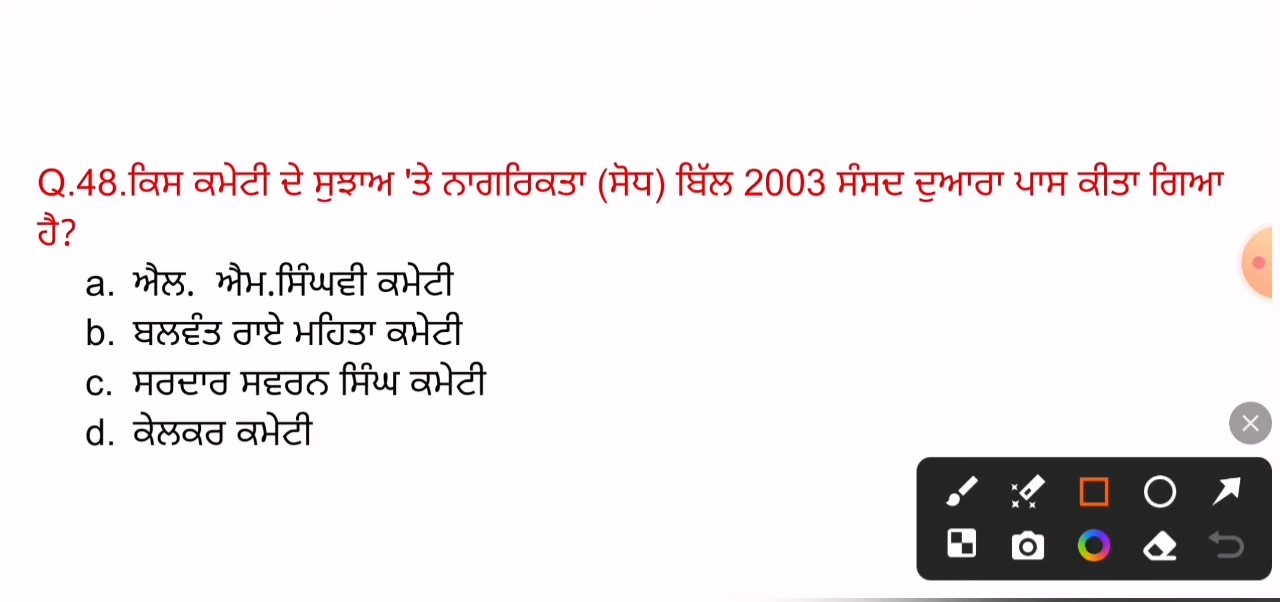 Q.48.ਕਿਸ ਕਮੇਟੀ ਦੇ ਸੁਝਾਅ 'ਤੇ ਨਾਗਰਿਕਤਾ (ਸੋਧ) ਬਿੱਲ 2003 ਸੰਸਦ ਦੁਆਰਾ ਪਾਸ ਕੀਤਾ ਗਿਆ
ਹੈ?
a. ਐਲ. ਐਮ.ਸਿੰਘਵੀ ਕਮੇਟੀ
b. ਬਲਵੰਤ ਰਾਏ ਮਹਿਤਾ ਕਮੇਟੀ
c. ਸਰਦਾਰ ਸਵਰਨ ਸਿੰਘ ਕਮੇਟੀ
d. ਕੇਲਕਰ ਕਮੇਟੀ